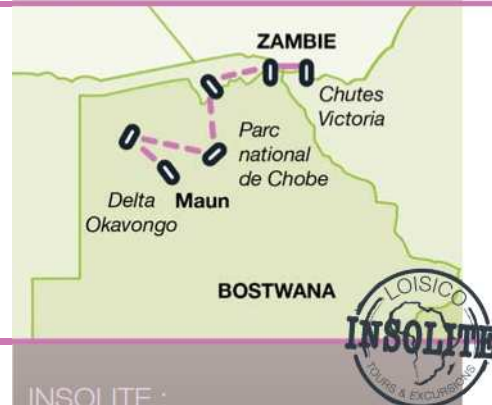 ZAMBIE
Chutes
Victoria
Parc
national
de Chobe
Delta
Okavongo
Maun
BOSTWANA
LOISICO
INSOLITE
TOURS & EXCURSIONS
INSOLITE :